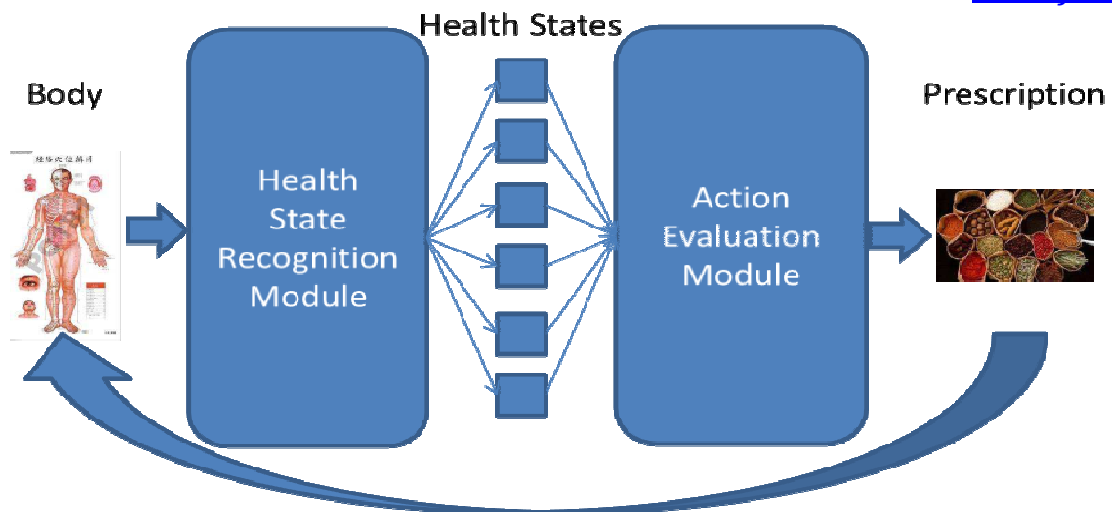 Health States
Body
Prescription
Health
State
Recognition
Module
Action
Evaluation
Module